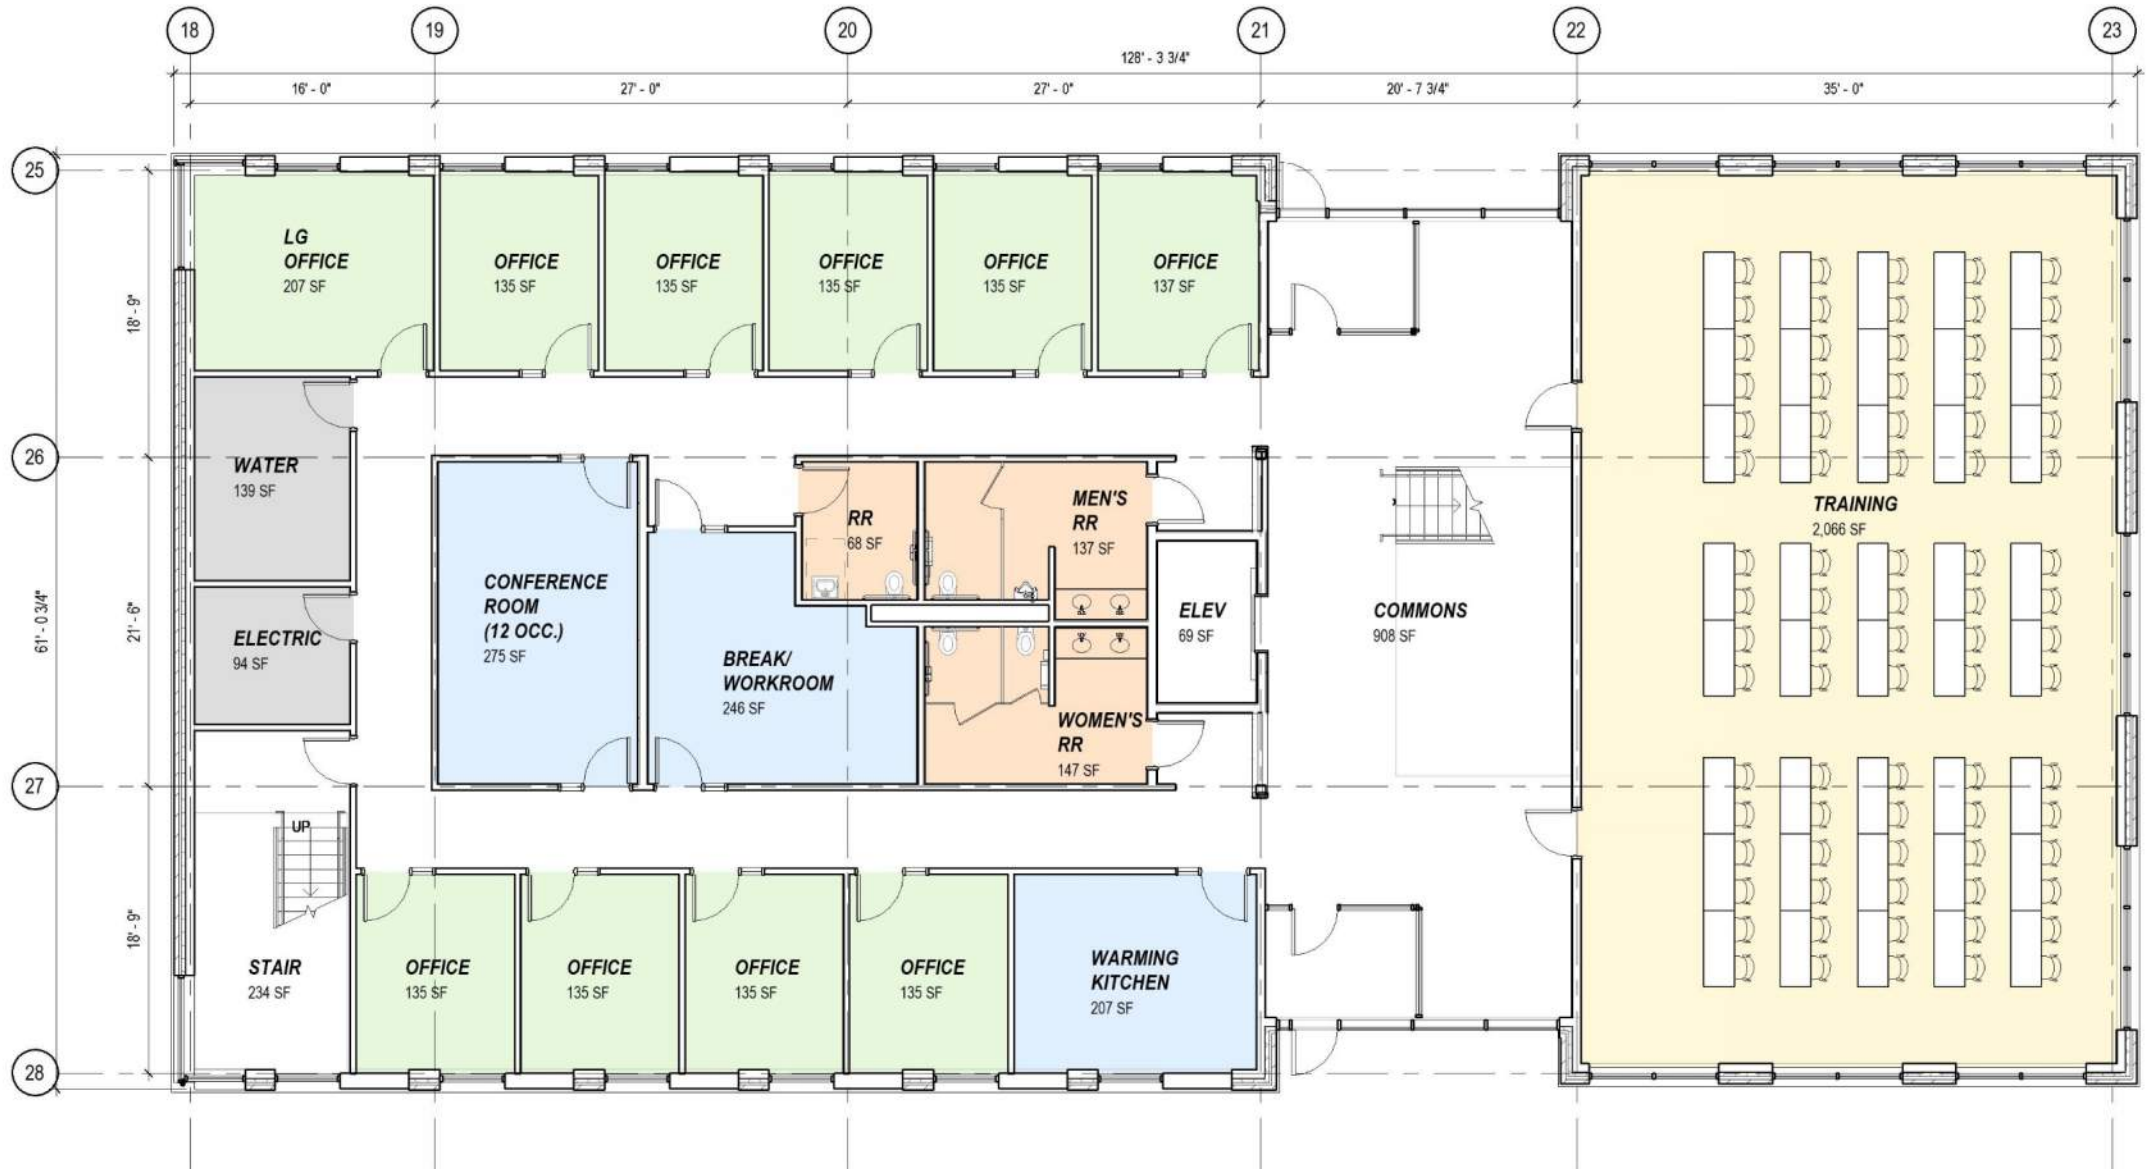 18
19
20
21
22
23
128' - 3 3/4"
16' - 0"
27' - 0"
27' - 0"
20' - 7 3/4"
35' - 0"
25
26
27
28
61' - 0 3/4"
18' - 9"
21' - 6"
18' - 9"
LG
OFFICE
207 SF
OFFICE
135 SF
OFFICE
135 SF
OFFICE
135 SF
OFFICE
135 SF
OFFICE
137 SF
WATER
139 SF
ELECTRIC
94 SF
CONFERENCE
ROOM
(12 OCC.)
275 SF
BREAK/
WORKROOM
246 SF
RR
68 SF
MEN'S
RR
137 SF
WOMEN'S
RR
147 SF
ELEV
69 SF
COMMONS
908 SF
TRAINING
2,066 SF
UP
STAIR
234 SF
OFFICE
135 SF
OFFICE
135 SF
OFFICE
135 SF
OFFICE
135 SF
WARMING
KITCHEN
207 SF